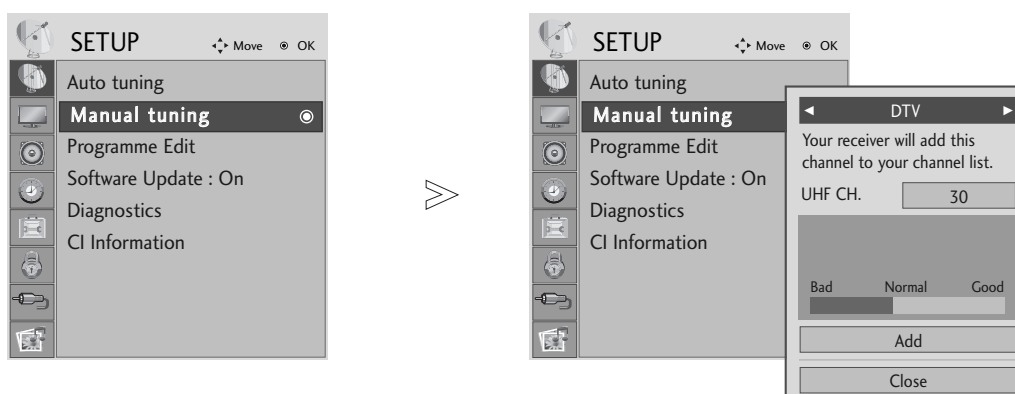 SETUP
Move OK
Auto tuning
Manual tuning
Programme Edit
Software Update : On
Diagnostics
CI Information
SETUP
Move OK
Auto tuning
Manual tuning
Programme Edit
Software Update : On
Diagnostics
CI Information
DTV
Your receiver will add this
channel to your channel list.
UHF CH. 30
Bad Normal Good
Add
Close